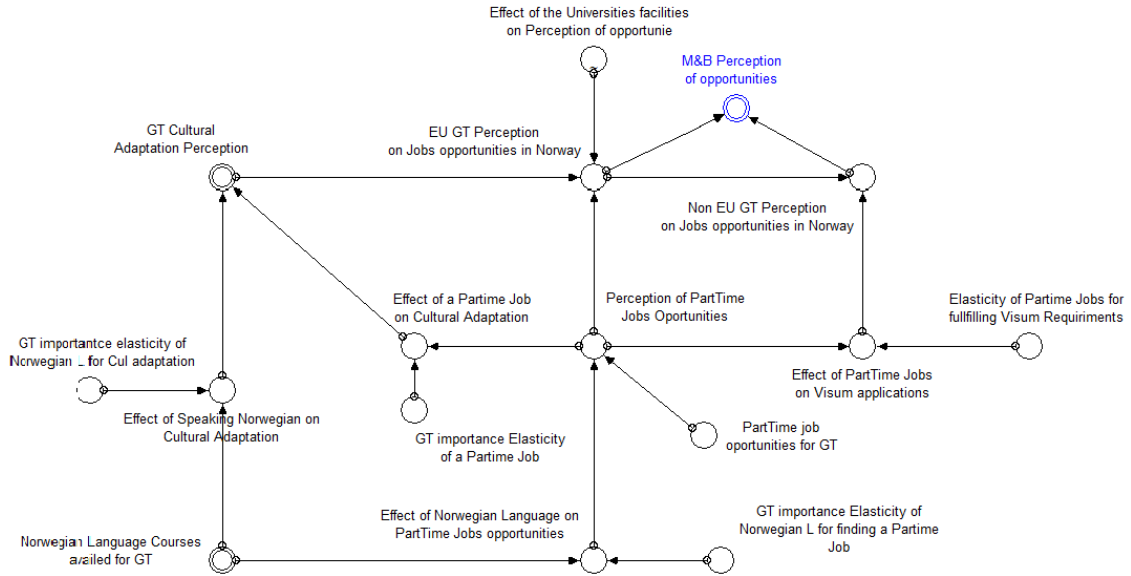 Effect of the Universities facilities
on Perception of opportunie
M&B Perception
of opportunities
GT Cultural
Adaptation Perception
EU GT Perception
on Jobs opportunities in Norway
Non EU GT Perception
on Jobs opportunities in Norway
Effect of a Partime Job
on Cultural Adaptation
Perception of PartTime
Jobs Oportunities
Elasticity of Partime Jobs for
fullfilling Visum Requiriments
GT importantce elasticity of
Norwegian L for Cul adaptation
Effect of PartTime Jobs
on Visum applications
Effect of Speaking Norwegian on
Cultural Adaptation
GT importance Elasticity
of a Partime Job
PartTime job
oportunities for GT
Effect of Norwegian Language on
PartTime Jobs opportunities
GT importance Elasticity of
Norwegian L for finding a Partime
Job
Norwegian Language Courses
availed for GT